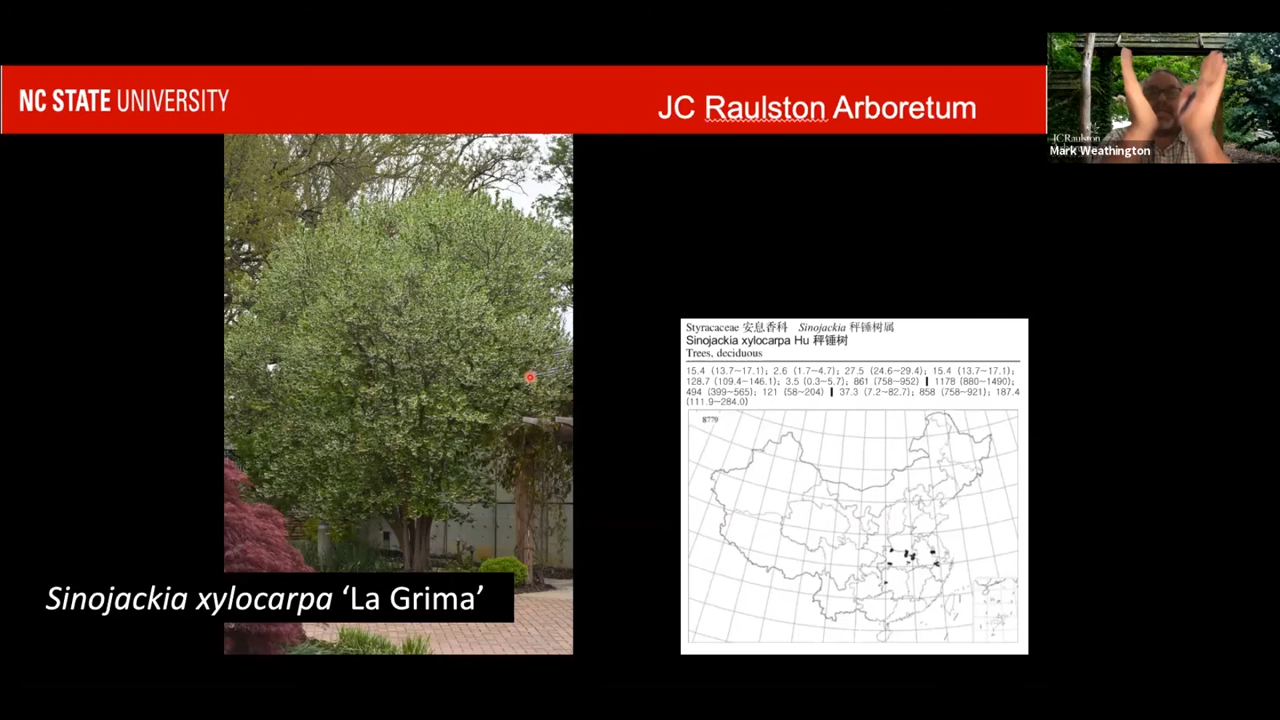 NC STATE UNIVERSITY
JC Raulston Arboretum
JCRaulston
Mark Weathington
Styracaceae 安息香科 Sinojackia 秤锤树属
Sinojackia xylocarpa Hu 秤锤树
Trees, deciduous
15.4 (13.7~17.1); 2.6 (1.7~4.7); 27.5 (24.6~29.4); 15.4 (13.7~17.1);
128.7 (109.4~146.1); 3.5 (0.3~5.7); 861 (758~952) ❙ 1178 (880~1490);
494 (399~565); 121 (58~204) ❙ 37.3 (7.2~82.7); 858 (758~921); 187.4
(111.9~284.0)
8779
Sinojackia xylocarpa ‘La Grima’